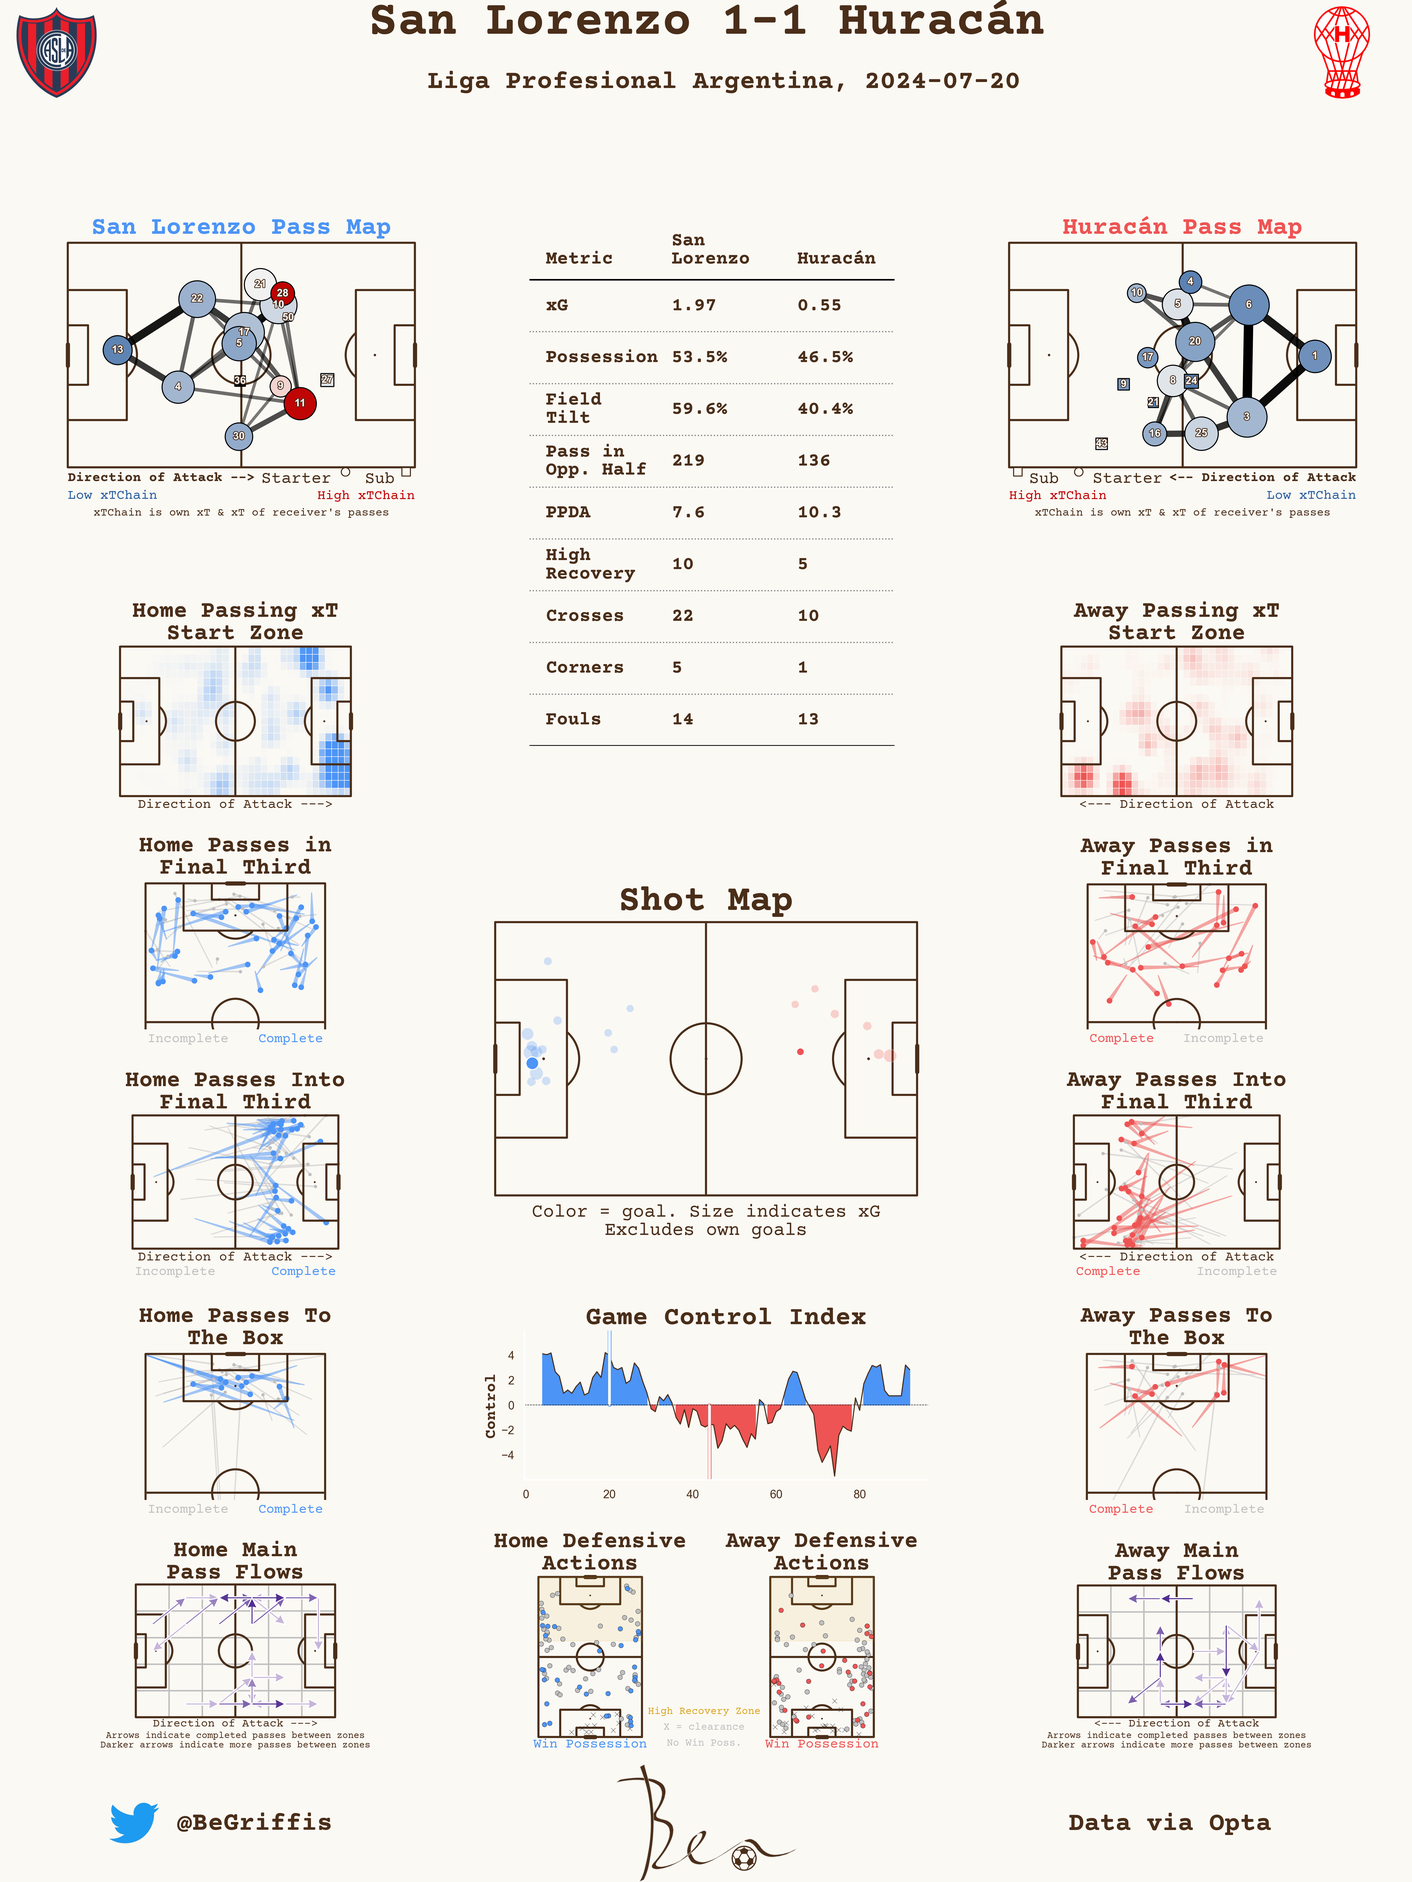 San Lorenzo 1-1 Huracán
Liga Profesional Argentina, 2024-07-20
San Lorenzo Pass Map
22
21
28
10
50
17
5
13
4
36
9
27
11
30
Direction of Attack --> Starter Sub
Low xTChain High xTChain
xTChain is own xT & xT of receiver's passes
Metric San Lorenzo Huracán
xG 1.97 0.55
Possession 53.5% 46.5%
Field Tilt 59.6% 40.4%
Pass in Opp. Half 219 136
PPDA 7.6 10.3
High Recovery 10 5
Crosses 22 10
Corners 5 1
Fouls 14 13
Huracán Pass Map
4
10
5
6
20
17
1
8
24
9
21
3
16
25
43
Sub Starter <-- Direction of Attack
High xTChain Low xTChain
xTChain is own xT & xT of receiver's passes
Home Passing xT
Start Zone
Direction of Attack --->
Away Passing xT
Start Zone
<--- Direction of Attack
Home Passes in
Final Third
Incomplete Complete
Shot Map
Color = goal. Size indicates xG
Excludes own goals
Away Passes in
Final Third
Complete Incomplete
Home Passes Into
Final Third
Direction of Attack --->
Incomplete Complete
Away Passes Into
Final Third
<--- Direction of Attack
Complete Incomplete
Home Passes To
The Box
Incomplete Complete
Game Control Index
Control
4
2
0
−2
−4
0 20 40 60 80
Away Passes To
The Box
Complete Incomplete
Home Main
Pass Flows
Direction of Attack --->
Arrows indicate completed passes between zones
Darker arrows indicate more passes between zones
Home Defensive
Actions
Win Possession
Away Defensive
Actions
Win Possession
High Recovery Zone
X = clearance
No Win Poss.
Away Main
Pass Flows
<--- Direction of Attack
Arrows indicate completed passes between zones
Darker arrows indicate more passes between zones
@BeGriffis
Ben
Data via Opta